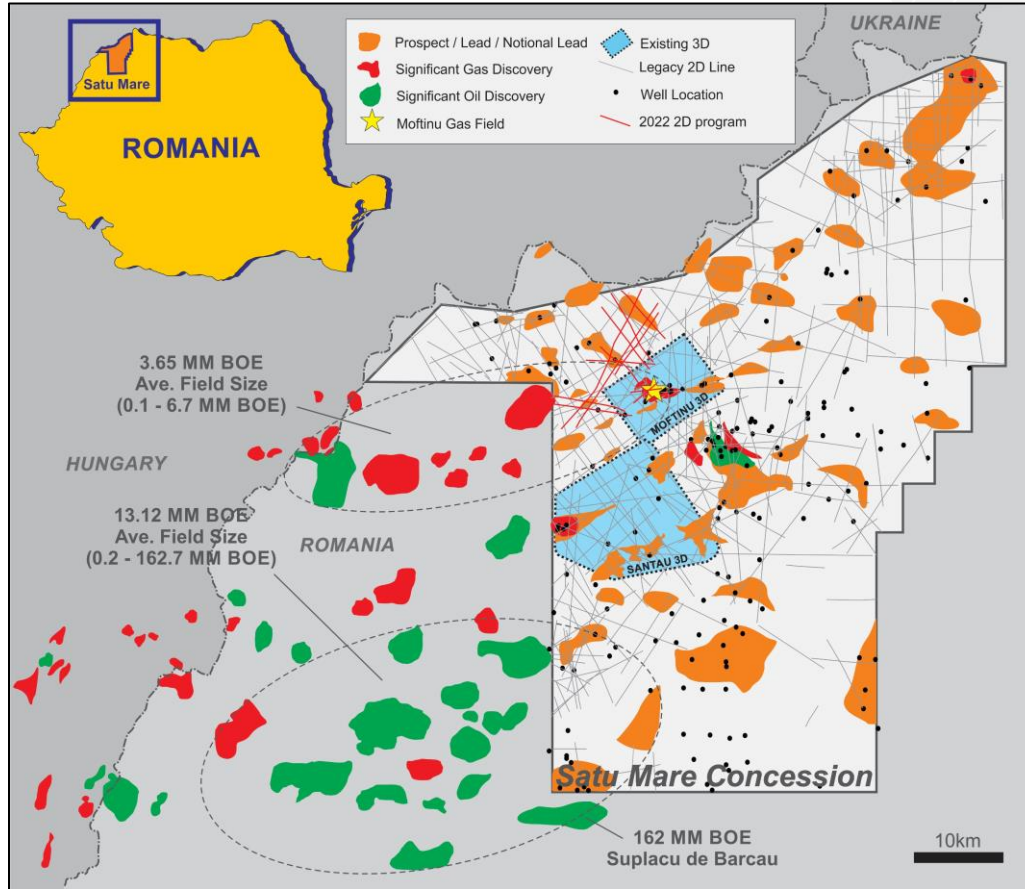 UKRAINE
Satu Mare
ROMANIA
Prospect / Lead / Notional Lead
Significant Gas Discovery
Significant Oil Discovery
Moftinu Gas Field
Existing 3D
Legacy 2D Line
Well Location
2022 2D program
3.65 MM BOE
Ave. Field Size
(0.1 - 6.7 MM BOE)
MOFTINU 3D
HUNGARY
13.12 MM BOE
Ave. Field Size
(0.2 - 162.7 MM BOE)
ROMANIA
SANTAU 3D
Satu Mare Concession
162 MM BOE
Suplacu de Barcau
10km